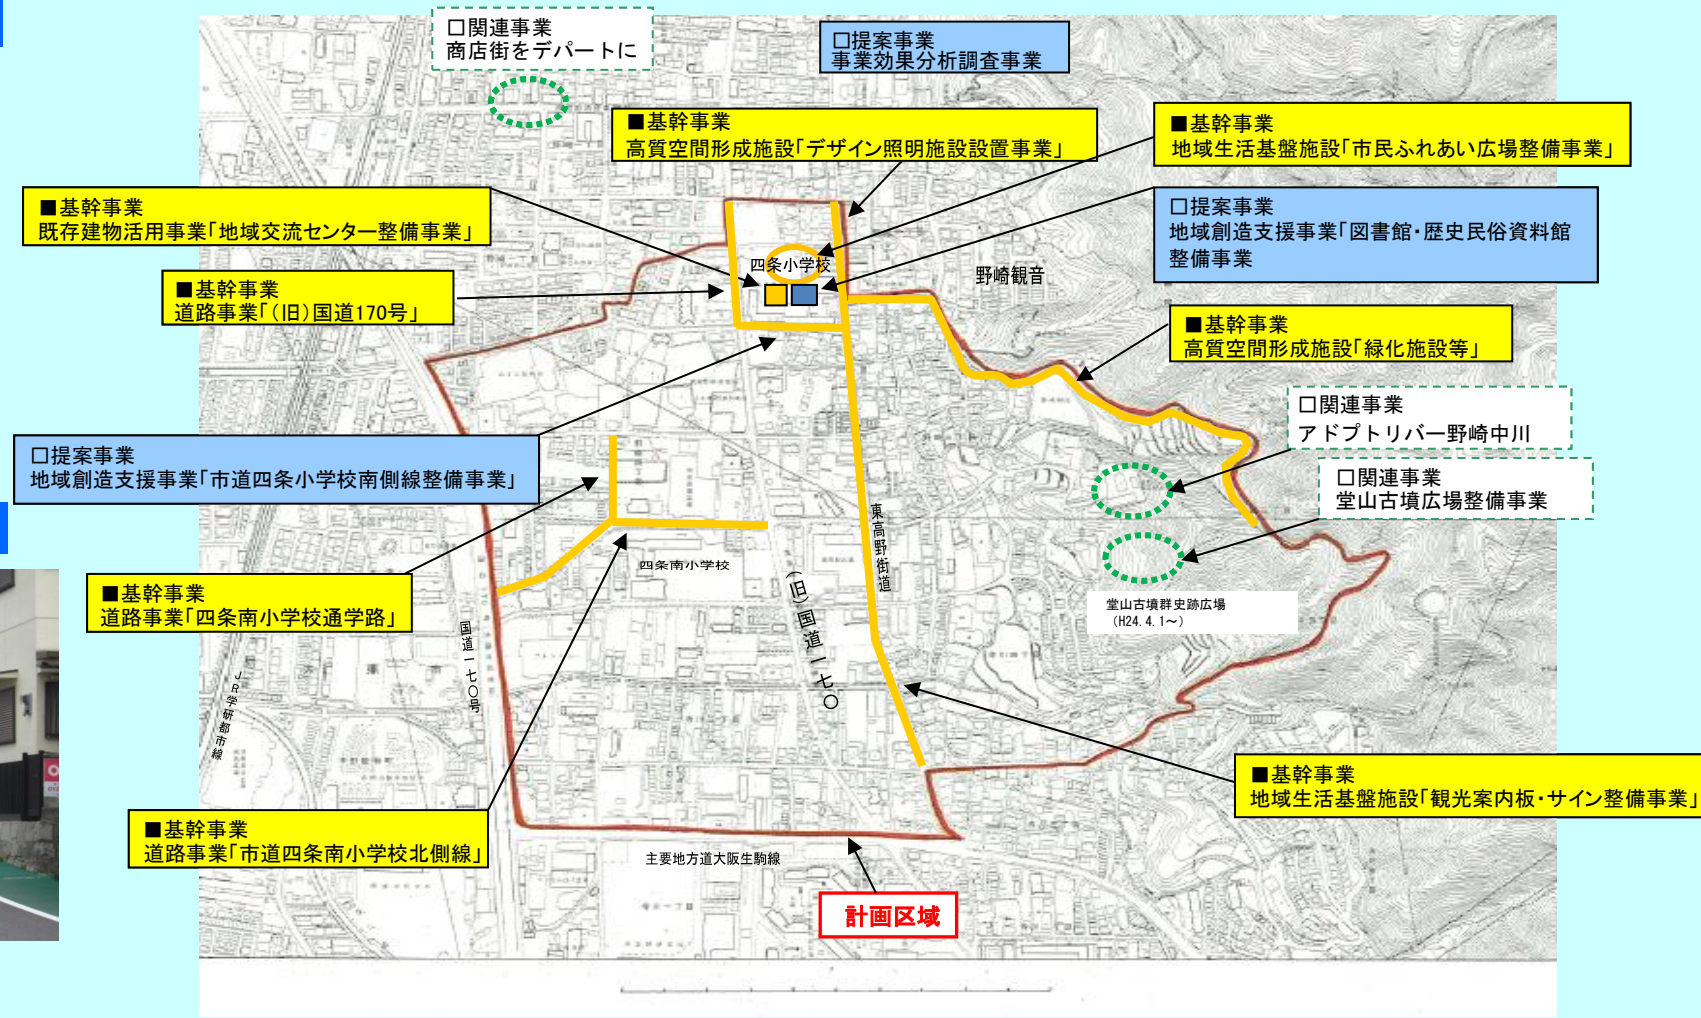 □関連事業
商店街をデパートに
□提案事業
事業効果分析調査事業
■基幹事業
高質空間形成施設「デザイン照明施設設置事業」
■基幹事業
地域生活基盤施設「市民ふれあい広場整備事業」
■基幹事業
既存建物活用事業「地域交流センター整備事業」
□提案事業
地域創造支援事業「図書館・歴史民俗資料館
整備事業
四条小学校
野崎観音
■基幹事業
道路事業「(旧)国道170号」
■基幹事業
高質空間形成施設「緑化施設等」
□関連事業
アドプトリバー野崎中川
□提案事業
地域創造支援事業「市道四条小学校南側線整備事業」
□関連事業
堂山古墳広場整備事業
東高野街道
四条南小学校
(旧)国道一七〇
■基幹事業
道路事業「四条南小学校通学路」
堂山古墳群史跡広場
(H24.4.1～)
国道一七〇号
JR学研都市線
■基幹事業
地域生活基盤施設「観光案内板・サイン整備事業」
■基幹事業
道路事業「市道四条南小学校北側線」
主要地方道大阪生駒線
計画区域